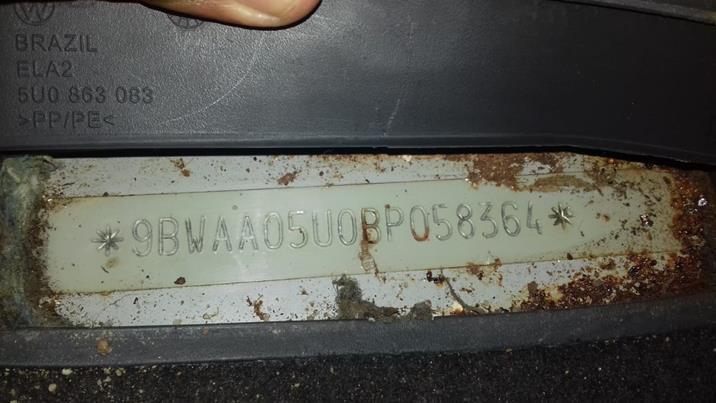 BRAZIL
ELA2
5U0 863 083
>PP/PE<
*9BWAA05U0BP058364*